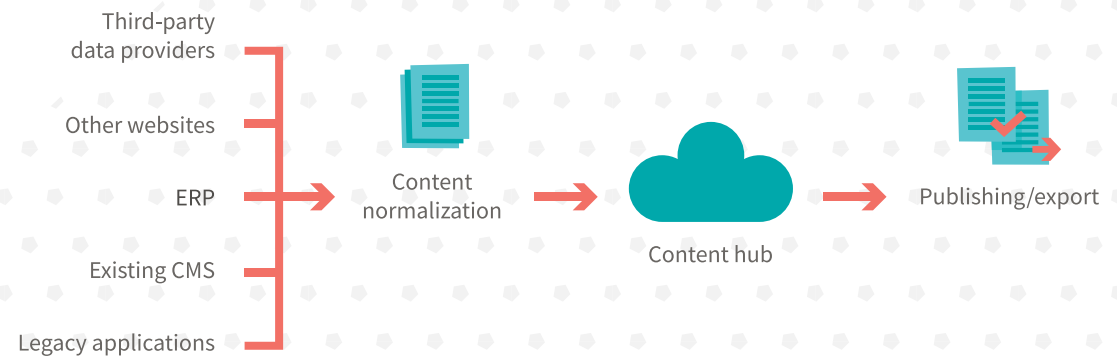 Third-party
data providers
Other websites
ERP
Existing CMS
Legacy applications
Content
normalization
Content hub
Publishing/export